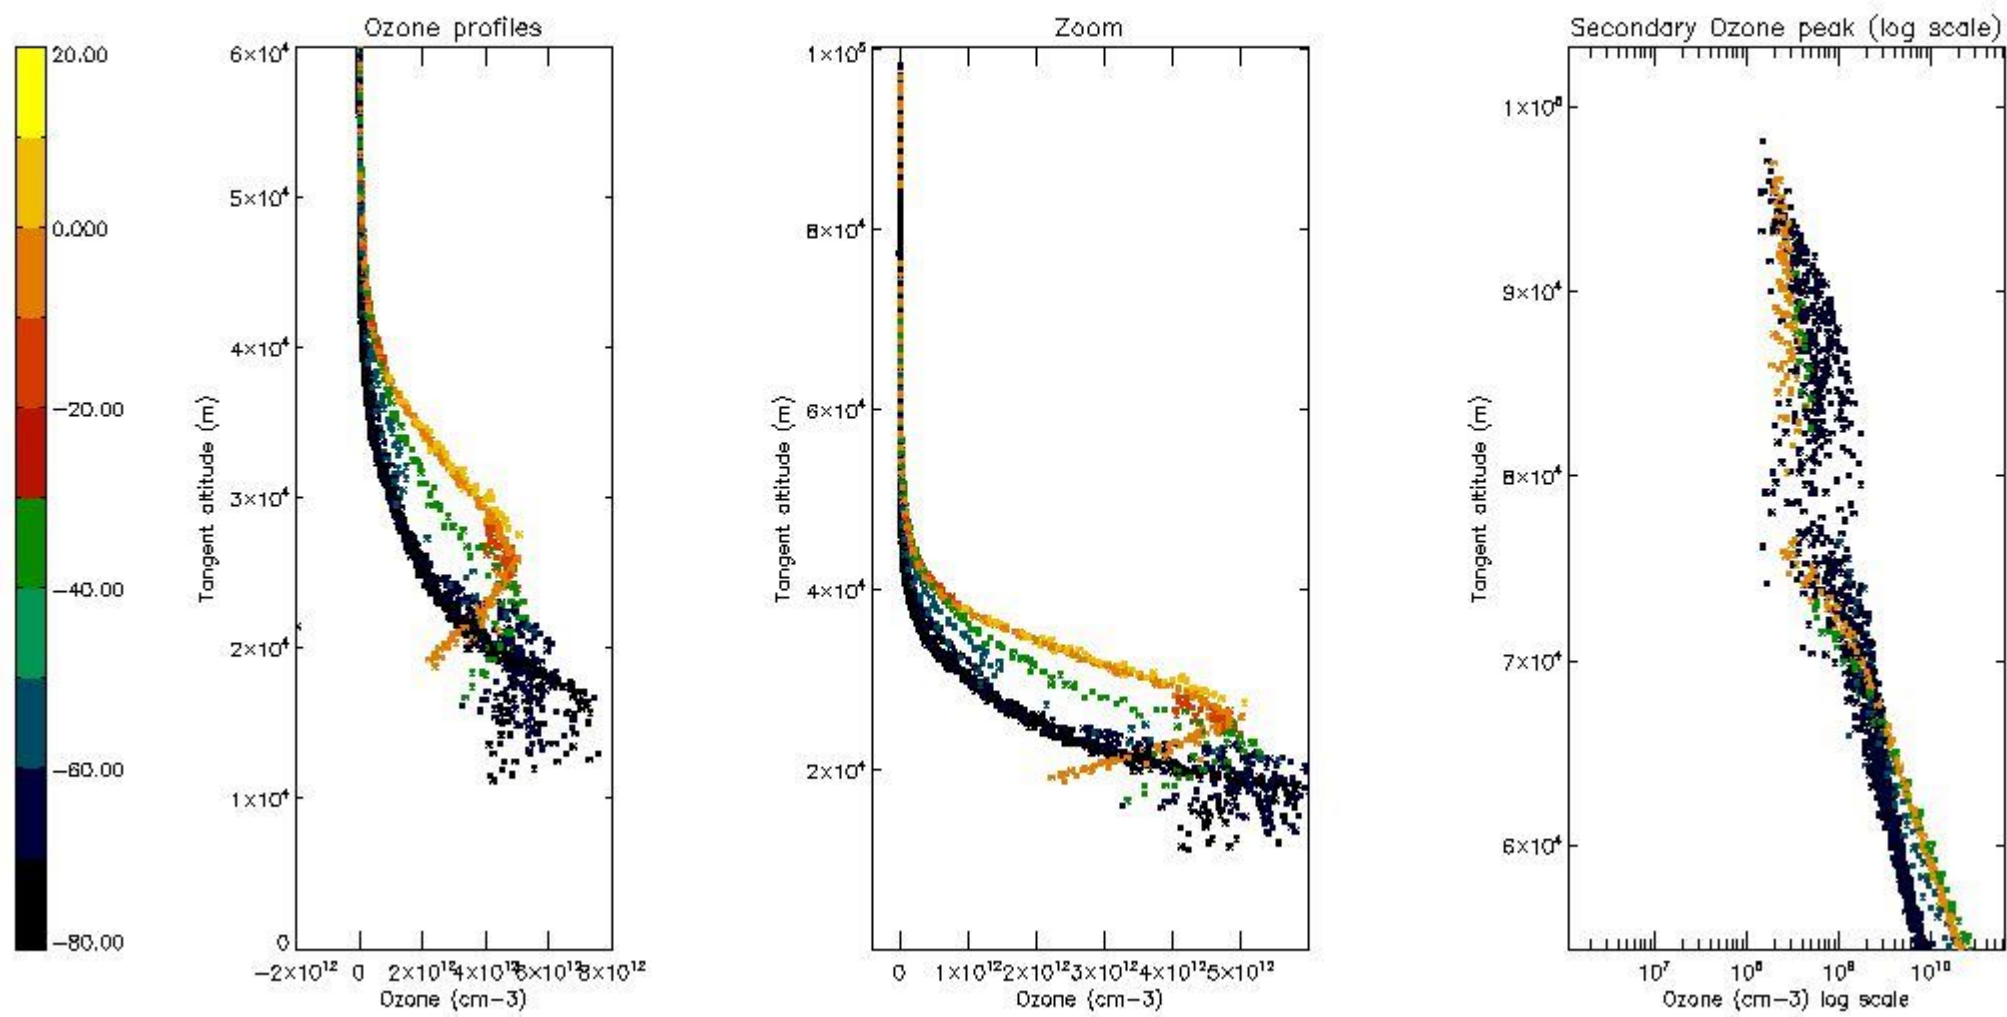 Ozone profiles
Zoom
Secondary Ozone peak (log scale)
20.00
0.000
−20.00
−40.00
−60.00
−80.00
6×10⁴
5×10⁴
4×10⁴
3×10⁴
2×10⁴
1×10⁴
0
Tangent altitude (m)
−2×10¹² 0 2×10¹² 4×10¹² 6×10¹² 8×10¹²
Ozone (cm−3)
1×10⁵
8×10⁴
6×10⁴
4×10⁴
2×10⁴
Tangent altitude (m)
0 1×10¹² 2×10¹² 3×10¹² 4×10¹² 5×10¹²
Ozone (cm−3)
9×10⁴
8×10⁴
7×10⁴
6×10⁴
Tangent altitude (m)
10⁷ 10⁸ 10⁹ 10¹⁰
Ozone (cm−3) log scale